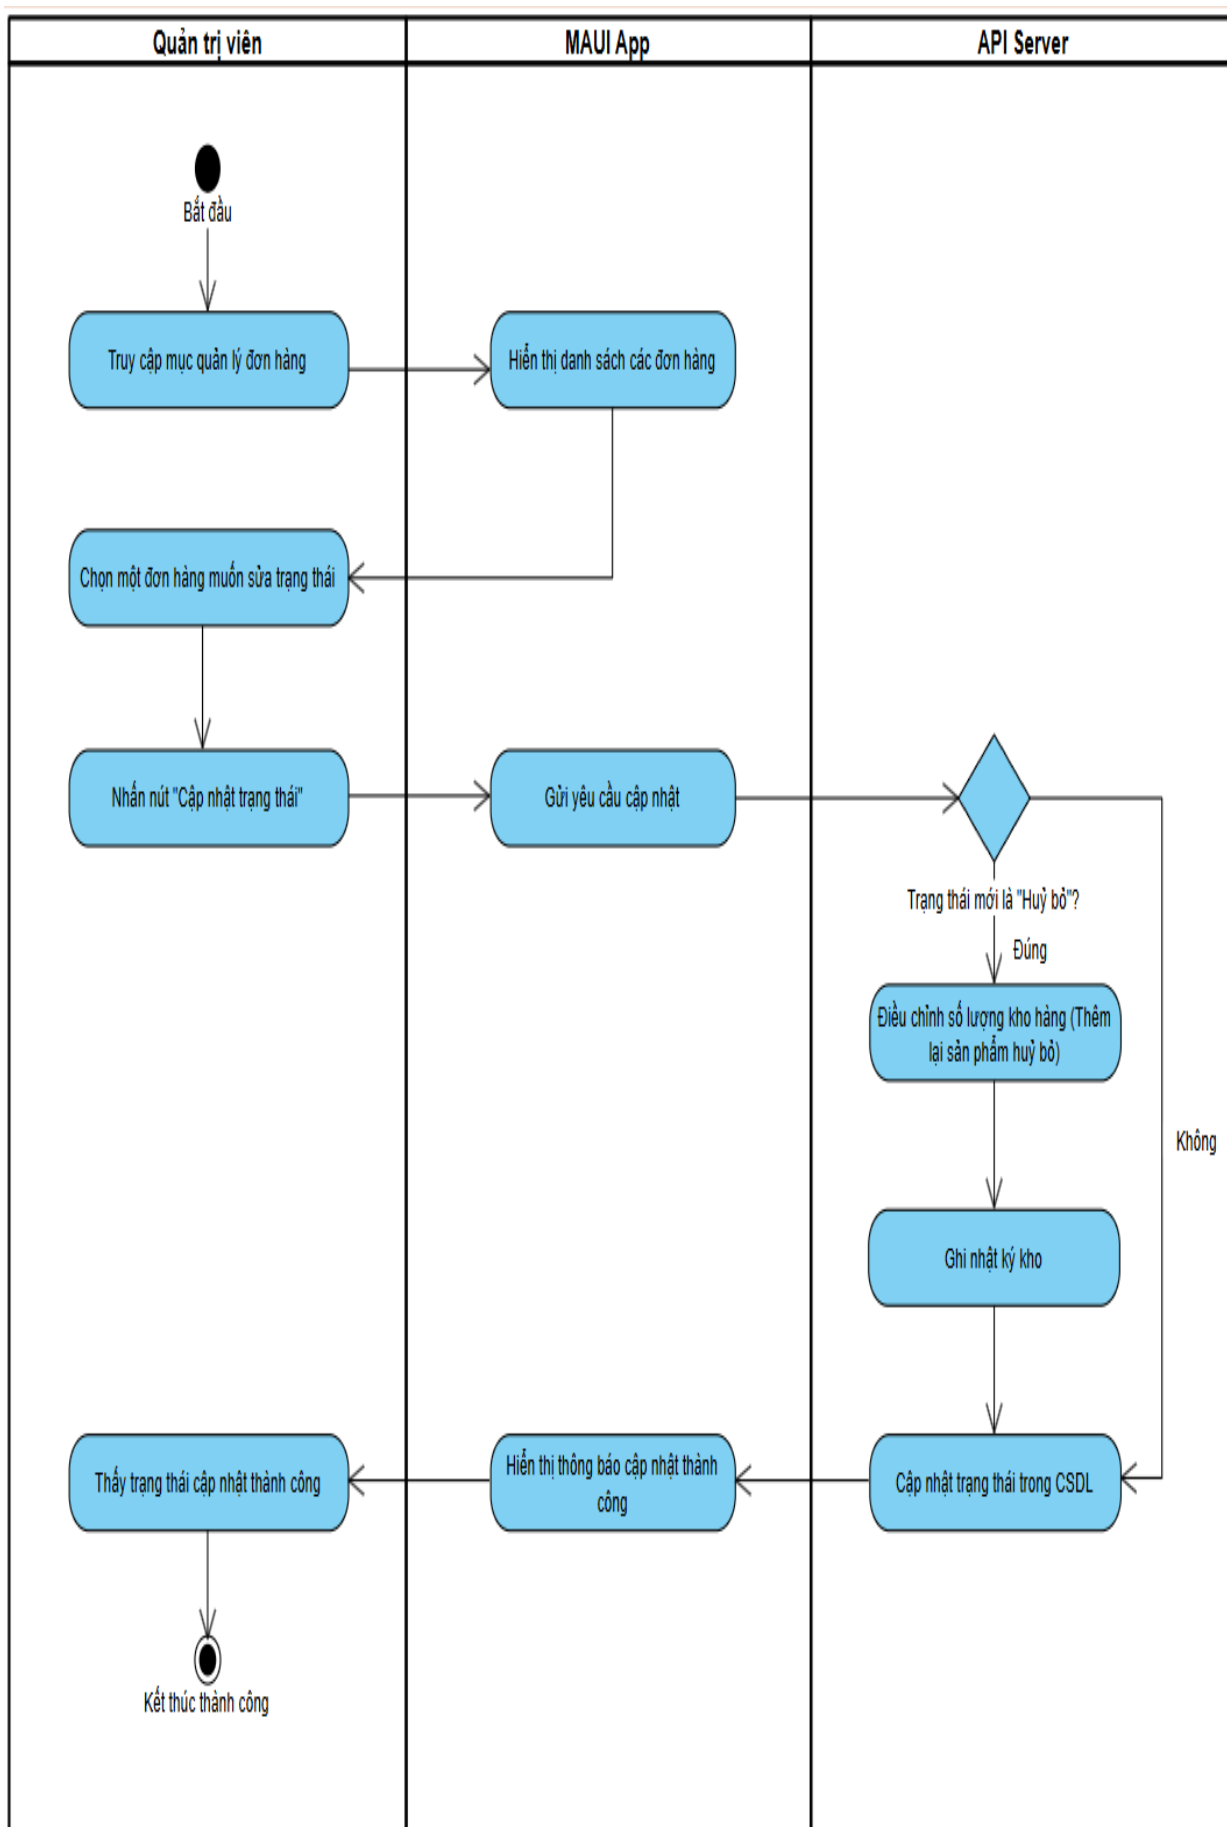 Quản trị viên
MAUI App
API Server
Bắt đầu
Truy cập mục quản lý đơn hàng
Hiển thị danh sách các đơn hàng
Chọn một đơn hàng muốn sửa trạng thái
Nhấn nút "Cập nhật trạng thái"
Gửi yêu cầu cập nhật
Trạng thái mới là "Huỷ bỏ"?
Đúng
Điều chỉnh số lượng kho hàng (Thêm
lại sản phẩm huỷ bỏ)
Không
Ghi nhật ký kho
Cập nhật trạng thái trong CSDL
Hiển thị thông báo cập nhật thành
công
Thấy trạng thái cập nhật thành công
Kết thúc thành công